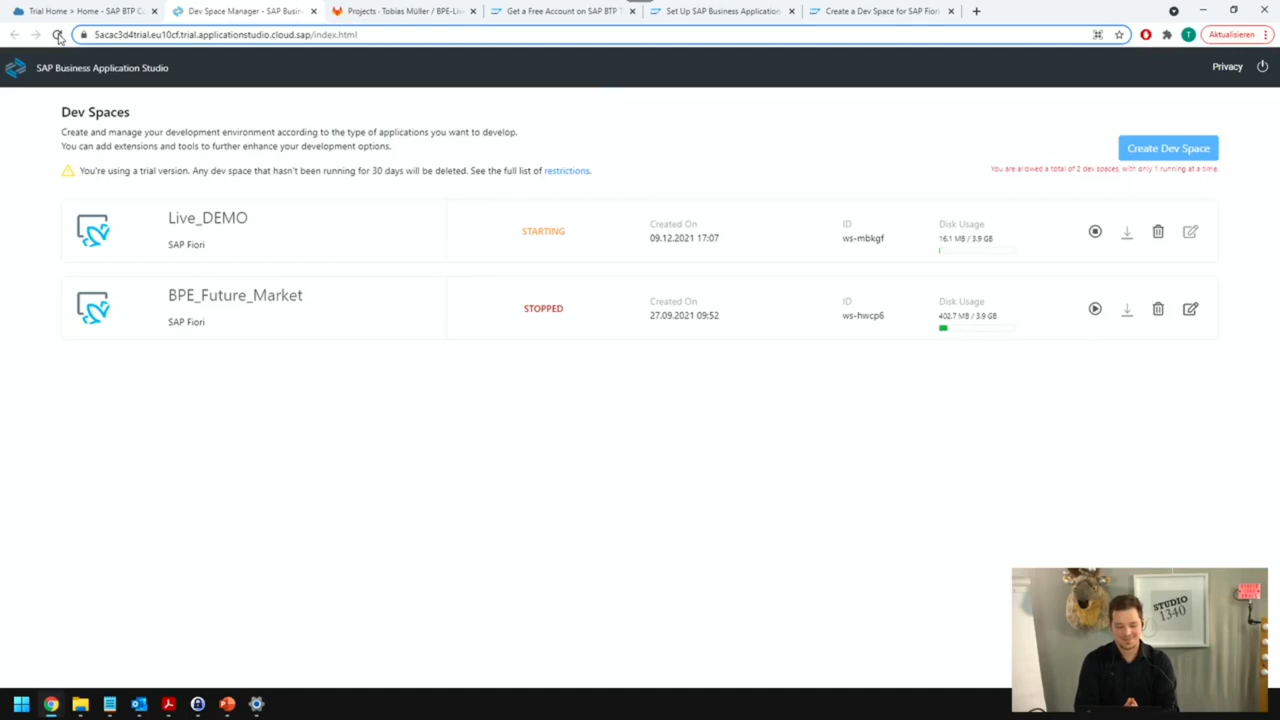 Trial Home > Home - SAP BTP C
Dev Space Manager - SAP Busin
Projects · Tobias Müller / BPE-Liv
Get a Free Account on SAP BTP T
Set Up SAP Business Application
Create a Dev Space for SAP Fiori
5acac3d4trial.eu10cf.trial.applicationstudio.cloud.sap/index.html
T
Aktualisieren
SAP Business Application Studio
Privacy
Dev Spaces
Create and manage your development environment according to the type of applications you want to develop.
You can add extensions and tools to further enhance your development options.
Create Dev Space
You're using a trial version. Any dev space that hasn't been running for 30 days will be deleted. See the full list of restrictions.
You are allowed a total of 2 dev spaces, with only 1 running at a time.
Live_DEMO
SAP Fiori
STARTING
Created On
09.12.2021 17:07
ID
ws-mbkgf
Disk Usage
16.1 MB / 3.9 GB
BPE_Future_Market
SAP Fiori
STOPPED
Created On
27.09.2021 09:52
ID
ws-hwcp6
Disk Usage
402.7 MB / 3.9 GB
STUDIO
1340